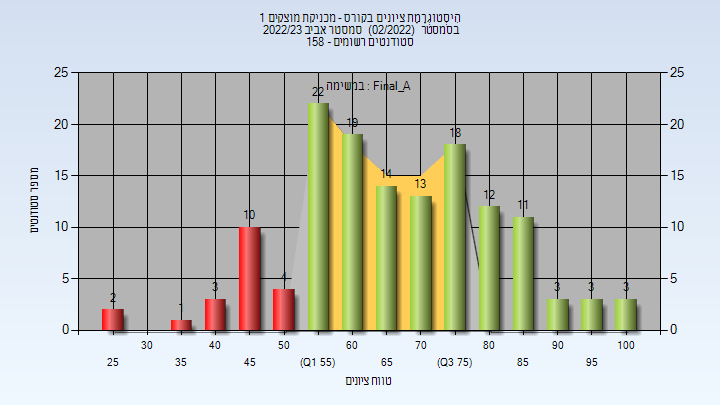 היסטוגרמת ציונים בקורס - מכניקת מוצקים 1
בסמסטר (02/2022) סמסטר אביב 2022/23
סטודנטים רשומים - 158
במשימה : Final_A
מספר סטודנטים
25 20 15 10 5 0
25 20 15 10 5 0
2 1 3 10 4 22 19 14 13 18 12 11 3 3 3
30 40 50 60 70 80 90 100
25 35 45 (Q1 55) 65 (Q3 75) 85 95
טווח ציונים